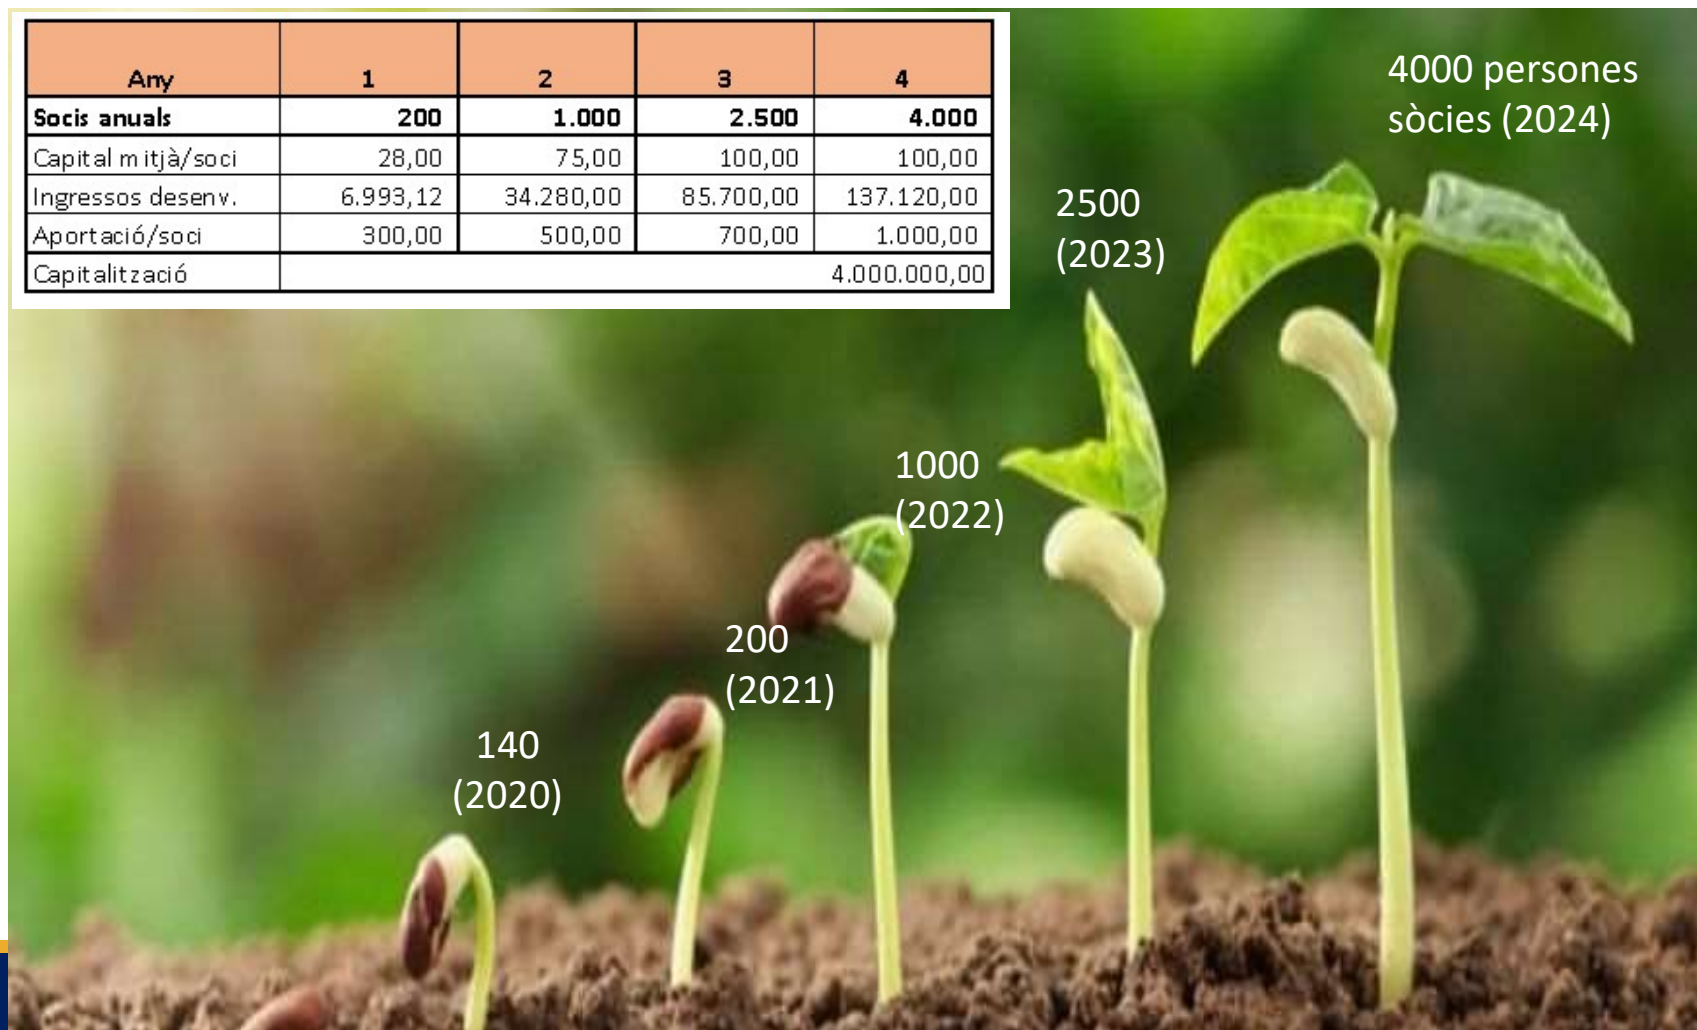 Any 1 2 3 4
Socis anuals 200 1.000 2.500 4.000
Capital mitjà/soci 28,00 75,00 100,00 100,00
Ingressos desenv. 6.993,12 34.280,00 85.700,00 137.120,00
Aportació/soci 300,00 500,00 700,00 1.000,00
Capitalització 4.000.000,00
4000 persones
sòcies (2024)
2500
(2023)
1000
(2022)
200
(2021)
140
(2020)